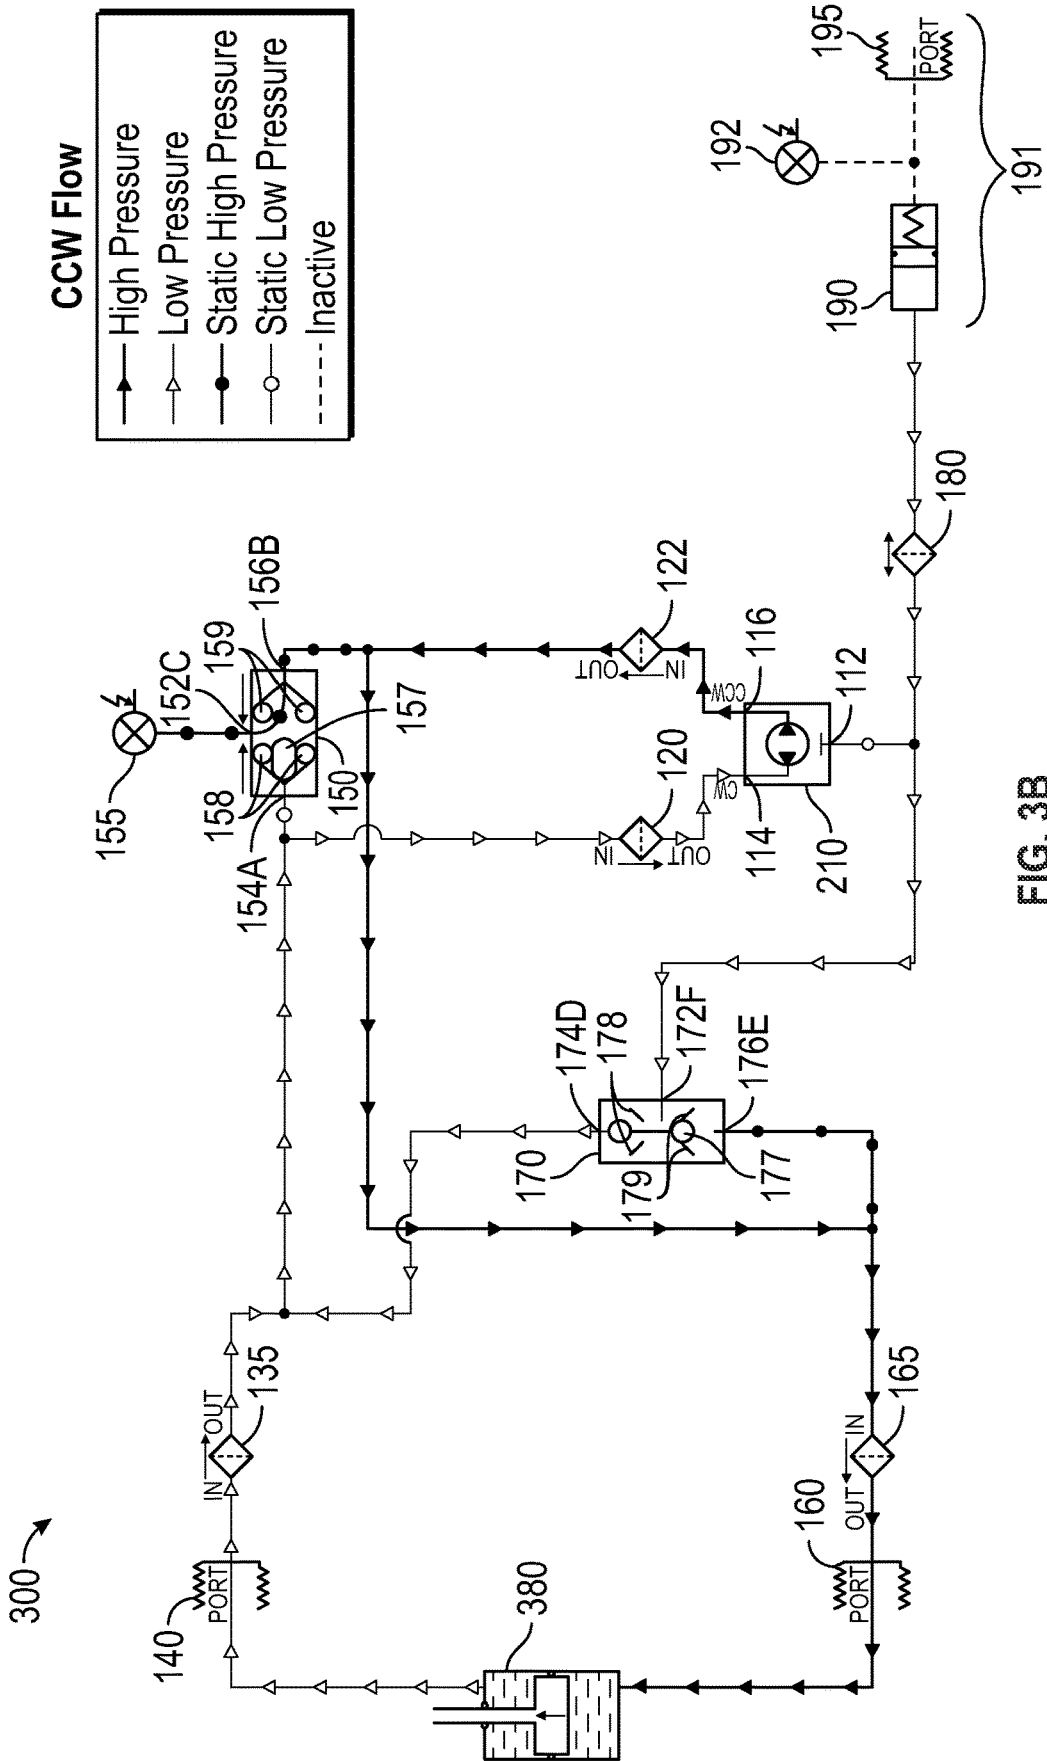 CCW Flow
High Pressure
Low Pressure
Static High Pressure
Static Low Pressure
Inactive
300
140
PORT
IN
OUT
135
380
160
PORT
OUT
IN
165
155
152C
158
159
156B
154A
150
157
170
174D
178
172F
176E
179
177
IN
120
OUT
OUT
122
IN
CW
CCW
114
116
112
210
180
190
192
195
PORT
191
FIG. 3B